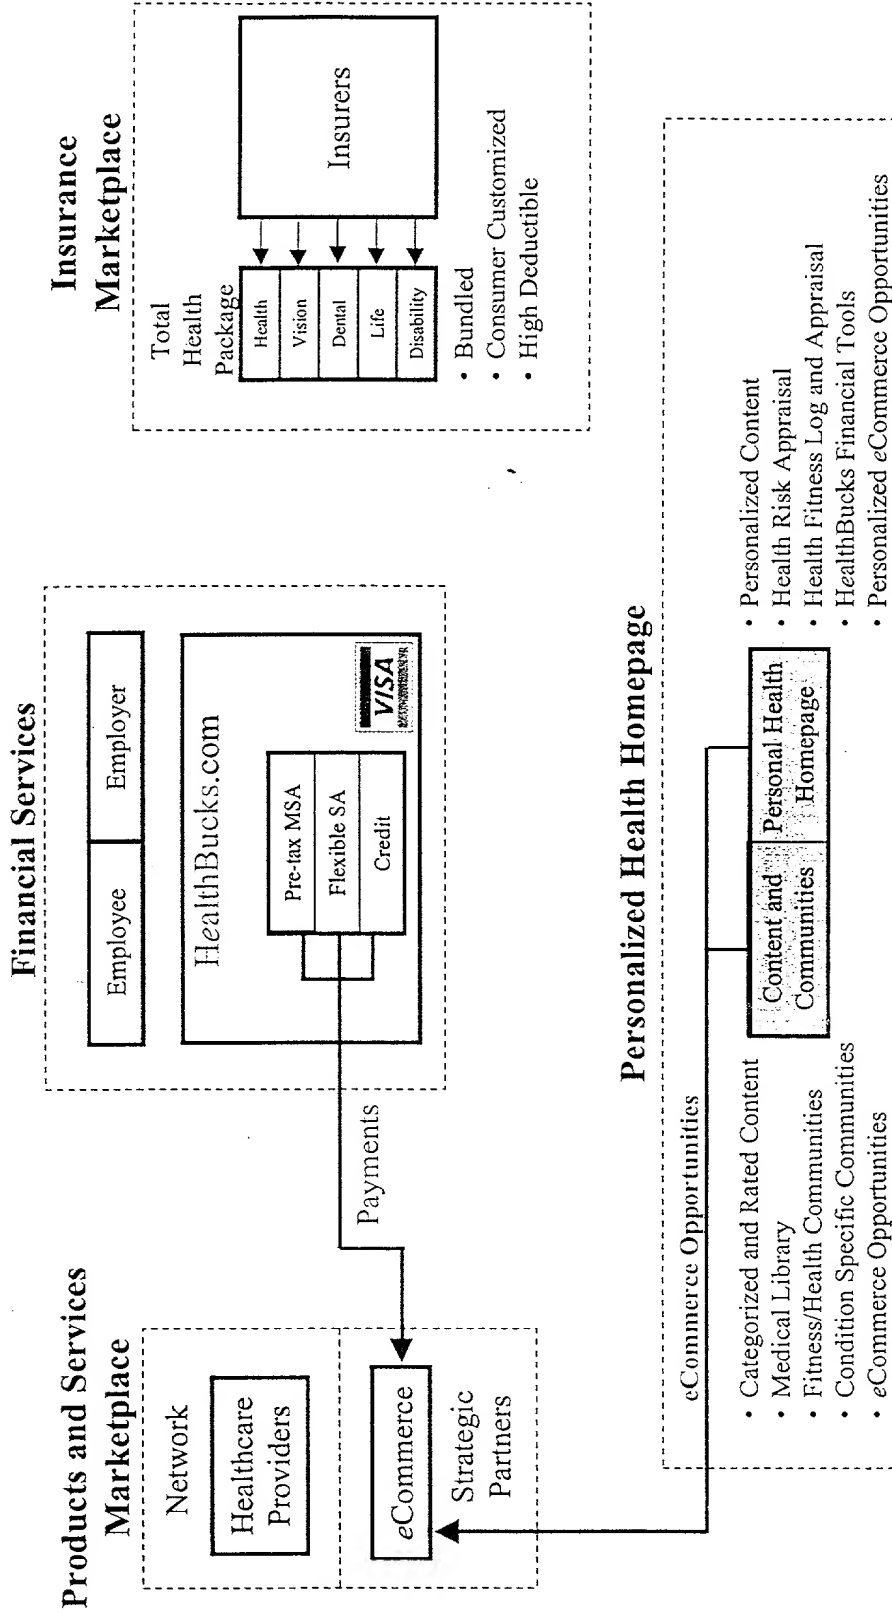 Products and Services
Marketplace
Network
Healthcare
Providers
eCommerce
Strategic
Partners
Payments
Financial Services
Employee
Employer
HealthBucks.com
Pre-tax MSA
Flexible SA
Credit
VISA
Insurance
Marketplace
Total
Health
Package
Health
Vision
Dental
Life
Disability
Insurers
• Bundled
• Consumer Customized
• High Deductible
Personalized Health Homepage
eCommerce Opportunities
• Categorized and Rated Content
• Medical Library
• Fitness/Health Communities
• Condition Specific Communities
• eCommerce Opportunities
Content and
Communities
Personal Health
Homepage
• Personalized Content
• Health Risk Appraisal
• Health Fitness Log and Appraisal
• HealthBucks Financial Tools
• Personalized eCommerce Opportunities